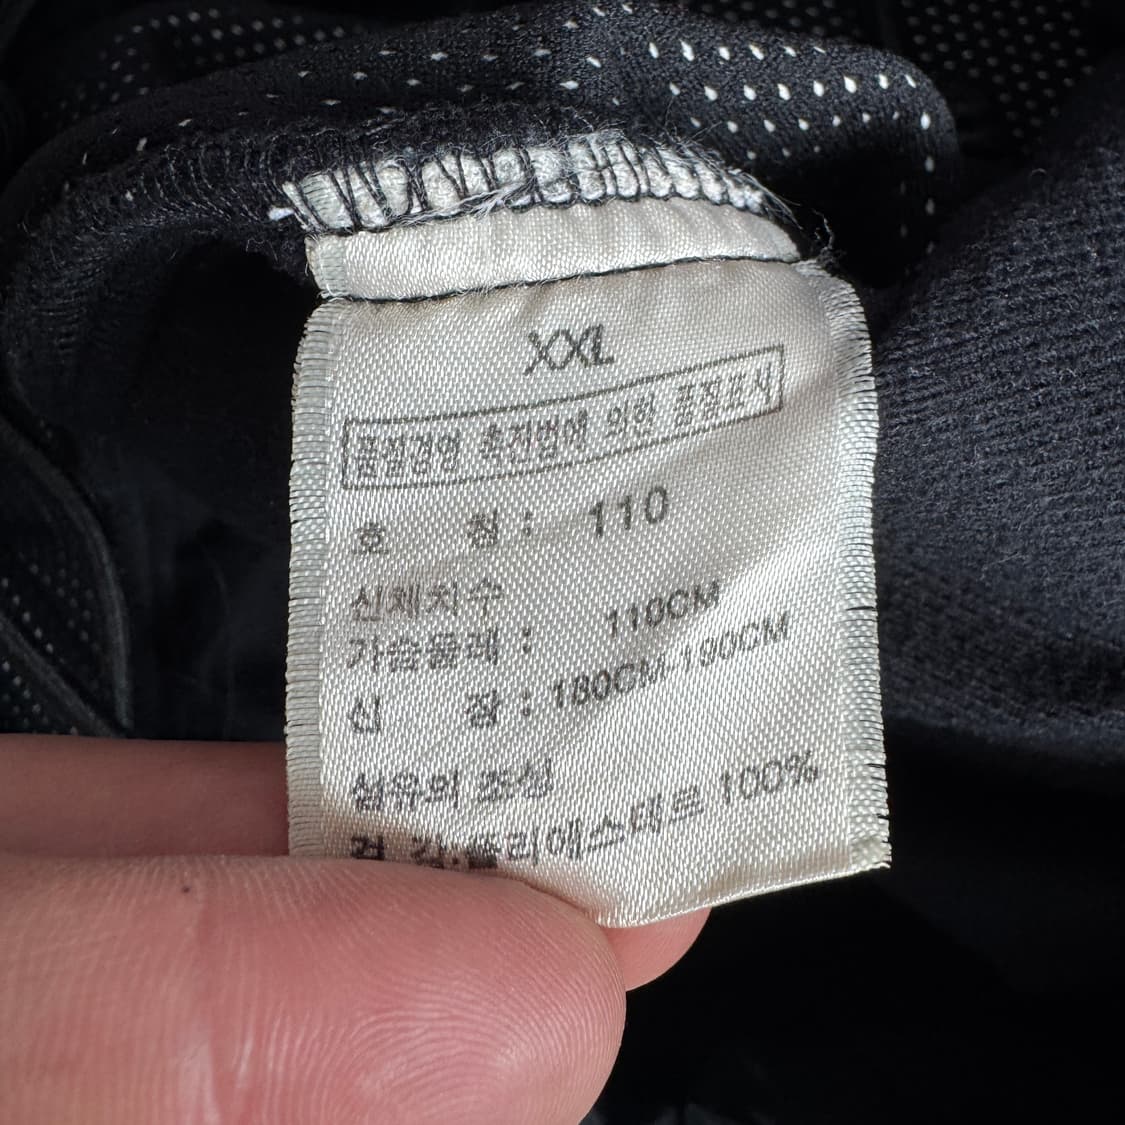 XXL
품질경영 촉진법에 의한 품질표시
호 칭 : 110
신체치수
가슴둘레 : 110CM
신 장 : 180CM-190CM
섬유의 조성
겉 감:폴리에스테르 100%